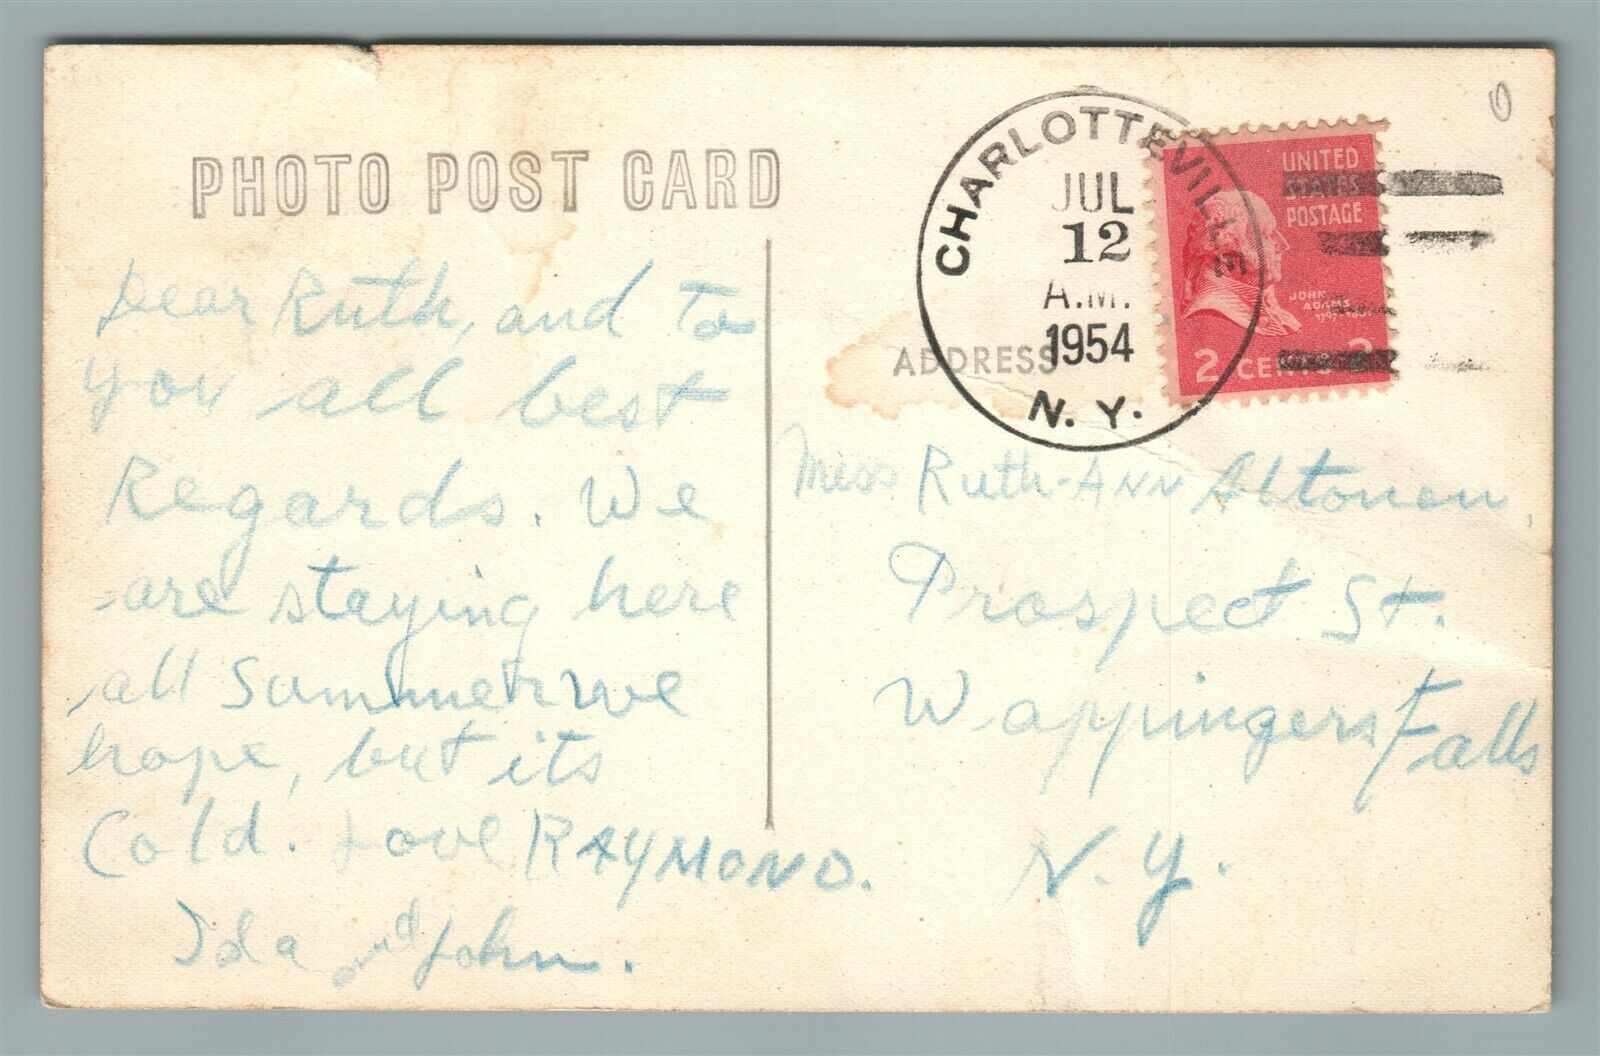 PHOTO POST CARD
Dear Ruth, and to
you all best
Regards. We
are staying here
all Summer we
hope, but its
Cold. Love RAYMOND.
Ida and John.
CHARLOTTEVILLE
JUL
12
A.M.
1954
N. Y.
UNITED
STATES
POSTAGE
JOHN
ADAMS
2 CENTS 2
ADDRESS
Miss Ruth-Ann Altonen,
Prospect St.
Wappingers Falls
N. Y.